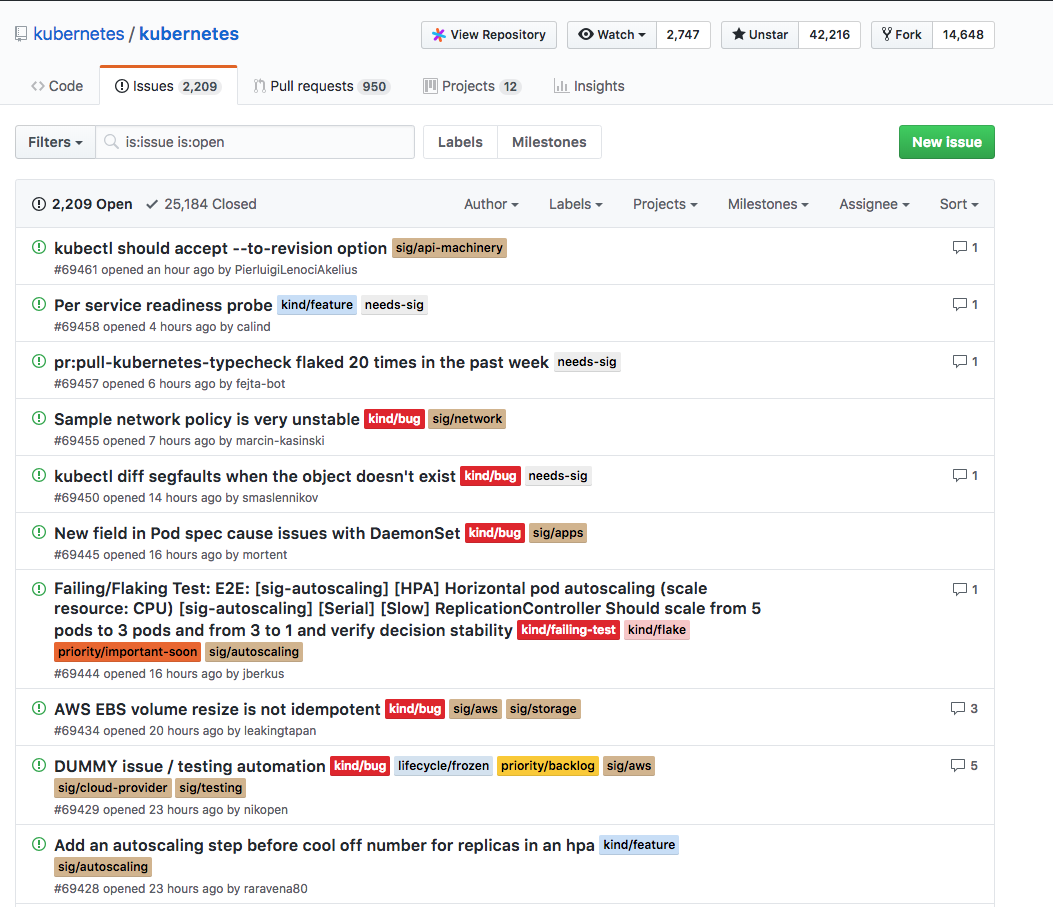 kubernetes / kubernetes View Repository Watch 2,747 Unstar 42,216 Fork 14,648
Code Issues 2,209 Pull requests 950 Projects 12 Insights
Filters is:issue is:open Labels Milestones New issue
2,209 Open 25,184 Closed Author Labels Projects Milestones Assignee Sort
kubectl should accept --to-revision option sig/api-machinery 1
#69461 opened an hour ago by PierluigiLenociAkelius
Per service readiness probe kind/feature needs-sig 1
#69458 opened 4 hours ago by calind
pr:pull-kubernetes-typecheck flaked 20 times in the past week needs-sig 1
#69457 opened 6 hours ago by fejta-bot
Sample network policy is very unstable kind/bug sig/network
#69455 opened 7 hours ago by marcin-kasinski
kubectl diff segfaults when the object doesn't exist kind/bug needs-sig 1
#69450 opened 14 hours ago by smaslennikov
New field in Pod spec cause issues with DaemonSet kind/bug sig/apps
#69445 opened 16 hours ago by mortent
Failing/Flaking Test: E2E: [sig-autoscaling] [HPA] Horizontal pod autoscaling (scale 1
resource: CPU) [sig-autoscaling] [Serial] [Slow] ReplicationController Should scale from 5
pods to 3 pods and from 3 to 1 and verify decision stability kind/failing-test kind/flake
priority/important-soon sig/autoscaling
#69444 opened 16 hours ago by jberkus
AWS EBS volume resize is not idempotent kind/bug sig/aws sig/storage 3
#69434 opened 20 hours ago by leakingtapan
DUMMY issue / testing automation kind/bug lifecycle/frozen priority/backlog sig/aws 5
sig/cloud-provider sig/testing
#69429 opened 23 hours ago by nikopen
Add an autoscaling step before cool off number for replicas in an hpa kind/feature
sig/autoscaling
#69428 opened 23 hours ago by raravena80